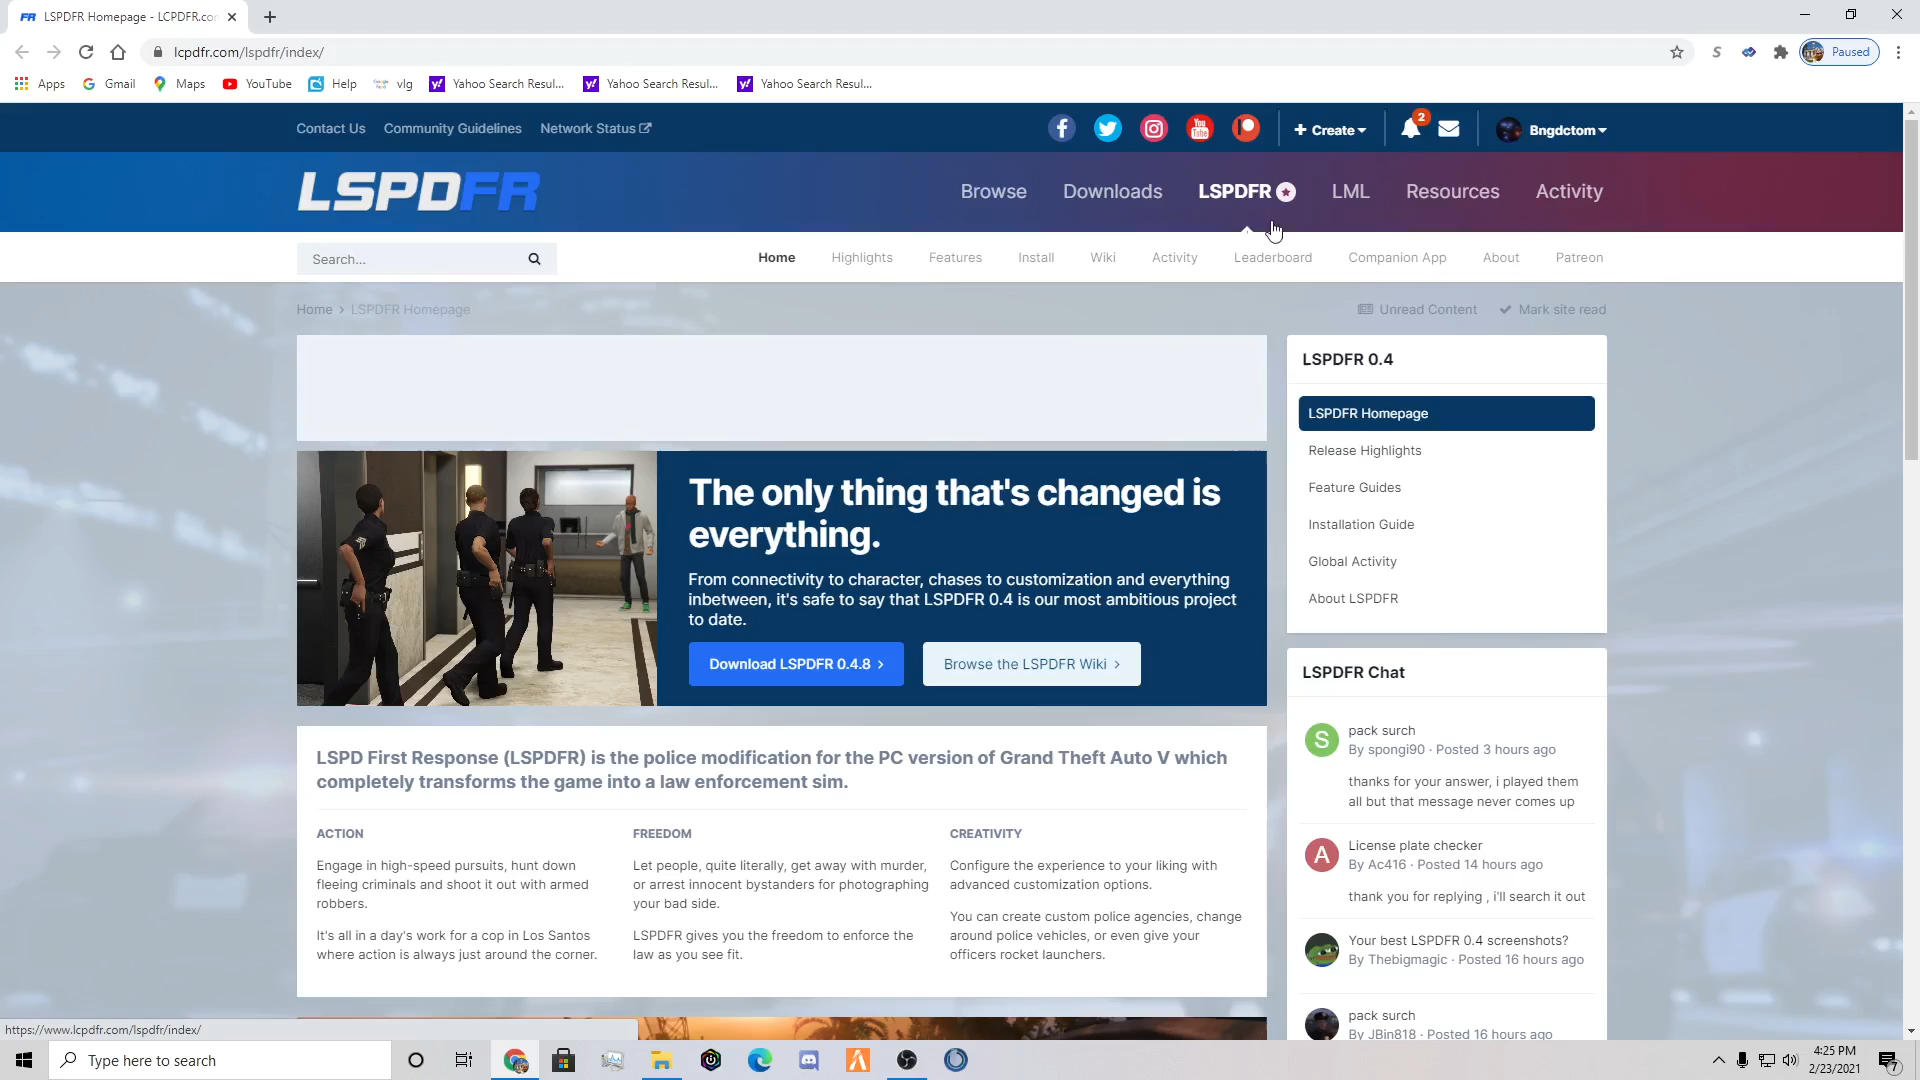 FR LSPDFR Homepage - LCPDFR.con
lcpdfr.com/lspdfr/index/
S
Paused
Apps Gmail Maps YouTube Help vlg Yahoo Search Resul... Yahoo Search Resul... Yahoo Search Resul...
Contact Us Community Guidelines Network Status
You Tube
+ Create 2 Bngdctom
LSPDFR
Browse Downloads LSPDFR LML Resources Activity
Search...
Home Highlights Features Install Wiki Activity Leaderboard Companion App About Patreon
Home > LSPDFR Homepage
Unread Content Mark site read
The only thing that's changed is
everything.
From connectivity to character, chases to customization and everything
inbetween, it's safe to say that LSPDFR 0.4 is our most ambitious project
to date.
Download LSPDFR 0.4.8 > Browse the LSPDFR Wiki >
LSPD First Response (LSPDFR) is the police modification for the PC version of Grand Theft Auto V which
completely transforms the game into a law enforcement sim.
ACTION
Engage in high-speed pursuits, hunt down
fleeing criminals and shoot it out with armed
robbers.
It's all in a day's work for a cop in Los Santos
where action is always just around the corner.
FREEDOM
Let people, quite literally, get away with murder,
or arrest innocent bystanders for photographing
your bad side.
LSPDFR gives you the freedom to enforce the
law as you see fit.
CREATIVITY
Configure the experience to your liking with
advanced customization options.
You can create custom police agencies, change
around police vehicles, or even give your
officers rocket launchers.
LSPDFR 0.4
LSPDFR Homepage
Release Highlights
Feature Guides
Installation Guide
Global Activity
About LSPDFR
LSPDFR Chat
S
pack surch
By spongi90 · Posted 3 hours ago
thanks for your answer, i played them
all but that message never comes up
A
License plate checker
By Ac416 · Posted 14 hours ago
thank you for replying , i'll search it out
Your best LSPDFR 0.4 screenshots?
By Thebigmagic · Posted 16 hours ago
pack surch
By JBin818 · Posted 16 hours ago
https://www.lcpdfr.com/lspdfr/index/
Type here to search
4:25 PM
2/23/2021
7